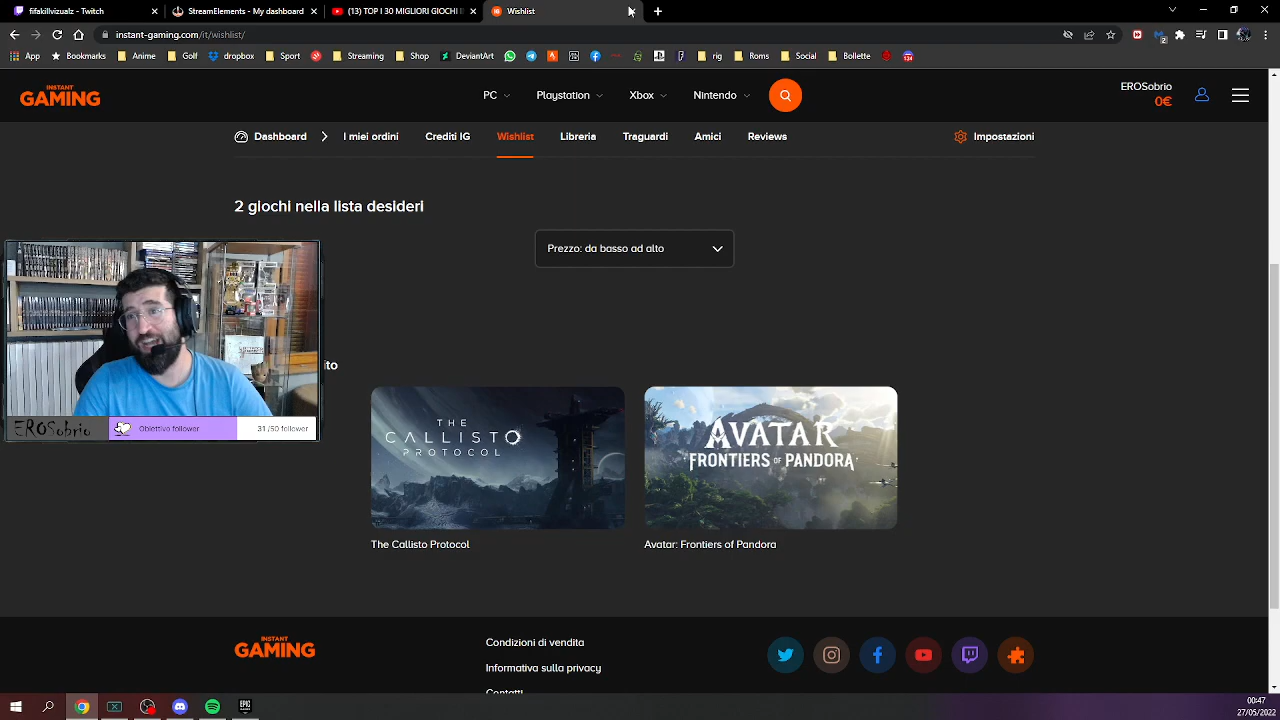 fifakillvizualz - Twitch
StreamElements - My dashboard
(13) TOP I 30 MIGLIORI GIOCHI
Wishlist
instant-gaming.com/it/wishlist/
App
Anime
Golf
dropbox
Sport
Streaming
Shop
DeviantArt
rig
Roms
Social
Bollette
INSTANT
GAMING
PC
Playstation
Xbox
Nintendo
EROSobrio
0€
Dashboard
I miei ordini
Crediti IG
Wishlist
Libreria
Traguardi
Amici
Reviews
Impostazioni
2 giochi nella lista desideri
Prezzo: da basso ad alto
ito
EROSobrio
Obiettivo follower
31 /50 follower
THE
CALLISTO
PROTOCOL
AVATAR
FRONTIERS OF PANDORA
The Callisto Protocol
Avatar: Frontiers of Pandora
INSTANT
GAMING
Condizioni di vendita
Informativa sulla privacy
Contatti
EPIC
00:47
27/05/2022